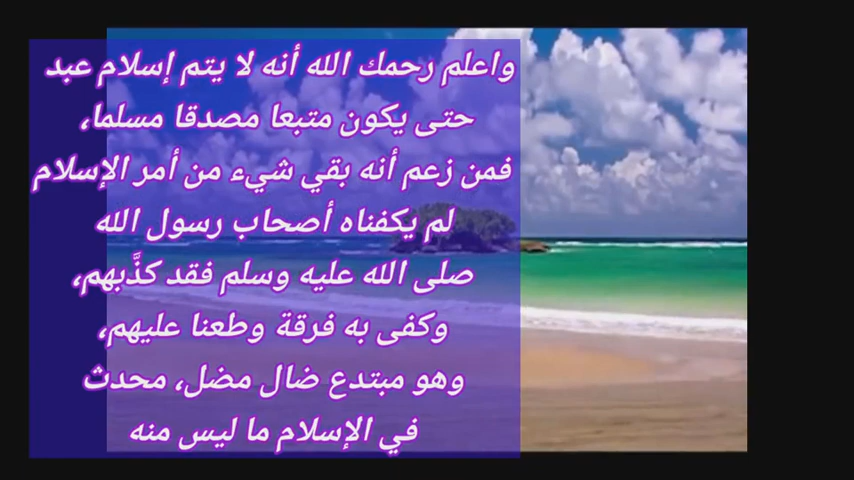 واعلم رحمك الله أنه لا يتم إسلام عبد
حتى يكون متبعا مصدقا مسلما،
فمن زعم أنه بقي شيء من أمر الإسلام
لم يكفناه أصحاب رسول الله
صلى الله عليه وسلم فقد كذَّبهم،
وكفى به فرقة وطعنا عليهم،
وهو مبتدع ضال مضل، محدث
في الإسلام ما ليس منه